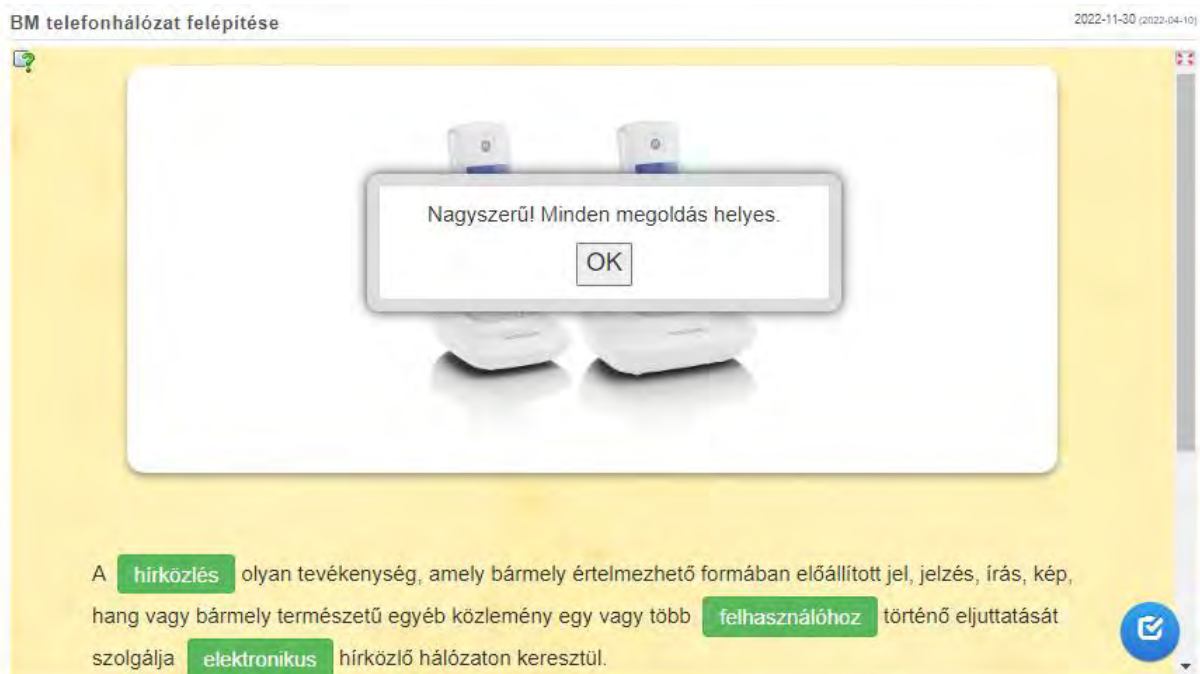 BM telefonhálózat felépítése
2022-11-30 (2022-04-10)
Nagyszerű! Minden megoldás helyes.
OK
A hírközlés olyan tevékenység, amely bármely értelmezhető formában előállított jel, jelzés, írás, kép,
hang vagy bármely természetű egyéb közlemény egy vagy több felhasználóhoz történő eljuttatását
szolgálja elektronikus hírközlő hálózaton keresztül.